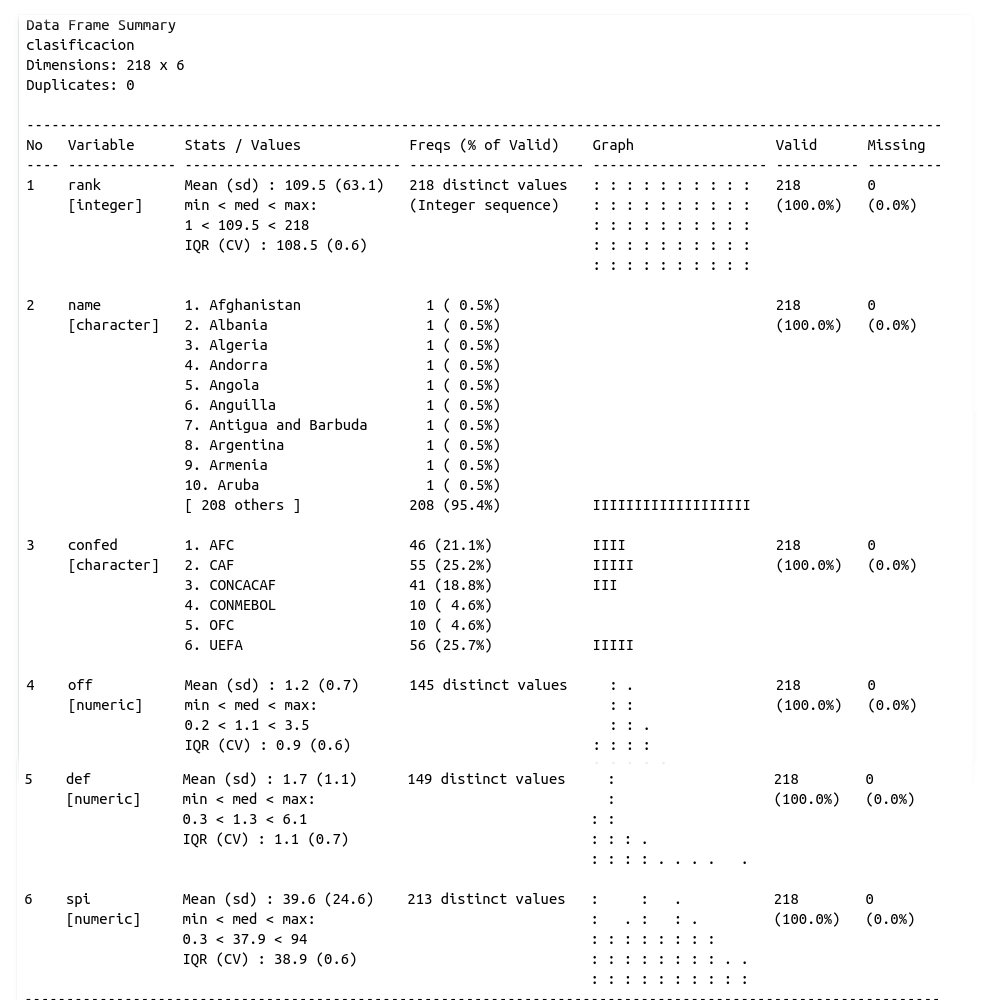 Data Frame Summary
clasificacion
Dimensions: 218 x 6
Duplicates: 0

---------------------------------------------------------------------------------------------------------------
No   Variable      Stats / Values             Freqs (% of Valid)    Graph                 Valid      Missing
---- ------------- -------------------------- --------------------- --------------------- ---------- ---------
1    rank          Mean (sd) : 109.5 (63.1)   218 distinct values   : : : : : : : : : :   218        0
     [integer]     min < med < max:           (Integer sequence)    : : : : : : : : : :   (100.0%)   (0.0%)
                   1 < 109.5 < 218                                  : : : : : : : : : :
                   IQR (CV) : 108.5 (0.6)                           : : : : : : : : : :
                                                                    : : : : : : : : : :

2    name          1. Afghanistan               1 ( 0.5%)                                 218        0
     [character]   2. Albania                   1 ( 0.5%)                                 (100.0%)   (0.0%)
                   3. Algeria                   1 ( 0.5%)
                   4. Andorra                   1 ( 0.5%)
                   5. Angola                    1 ( 0.5%)
                   6. Anguilla                  1 ( 0.5%)
                   7. Antigua and Barbuda       1 ( 0.5%)
                   8. Argentina                 1 ( 0.5%)
                   9. Armenia                   1 ( 0.5%)
                   10. Aruba                    1 ( 0.5%)
                   [ 208 others ]             208 (95.4%)           IIIIIIIIIIIIIIIIIII

3    confed        1. AFC                     46 (21.1%)            IIII                  218        0
     [character]   2. CAF                     55 (25.2%)            IIIII                 (100.0%)   (0.0%)
                   3. CONCACAF                41 (18.8%)            III
                   4. CONMEBOL                10 ( 4.6%)
                   5. OFC                     10 ( 4.6%)
                   6. UEFA                    56 (25.7%)            IIIII

4    off           Mean (sd) : 1.2 (0.7)      145 distinct values     : .                 218        0
     [numeric]     min < med < max:                                   : :                 (100.0%)   (0.0%)
                   0.2 < 1.1 < 3.5                                    : : .
                   IQR (CV) : 0.9 (0.6)                             : : : :
                                                                    . . . . .
5    def           Mean (sd) : 1.7 (1.1)      149 distinct values     :                   218        0
     [numeric]     min < med < max:                                   :                   (100.0%)   (0.0%)
                   0.3 < 1.3 < 6.1                                  : :
                   IQR (CV) : 1.1 (0.7)                             : : : .
                                                                    : : : : . . . .   .

6    spi           Mean (sd) : 39.6 (24.6)    213 distinct values   :     :   .           218        0
     [numeric]     min < med < max:                                 :   . :   : .         (100.0%)   (0.0%)
                   0.3 < 37.9 < 94                                  : : : : : : : :
                   IQR (CV) : 38.9 (0.6)                            : : : : : : : : . .
                                                                    : : : : : : : : : :
---------------------------------------------------------------------------------------------------------------